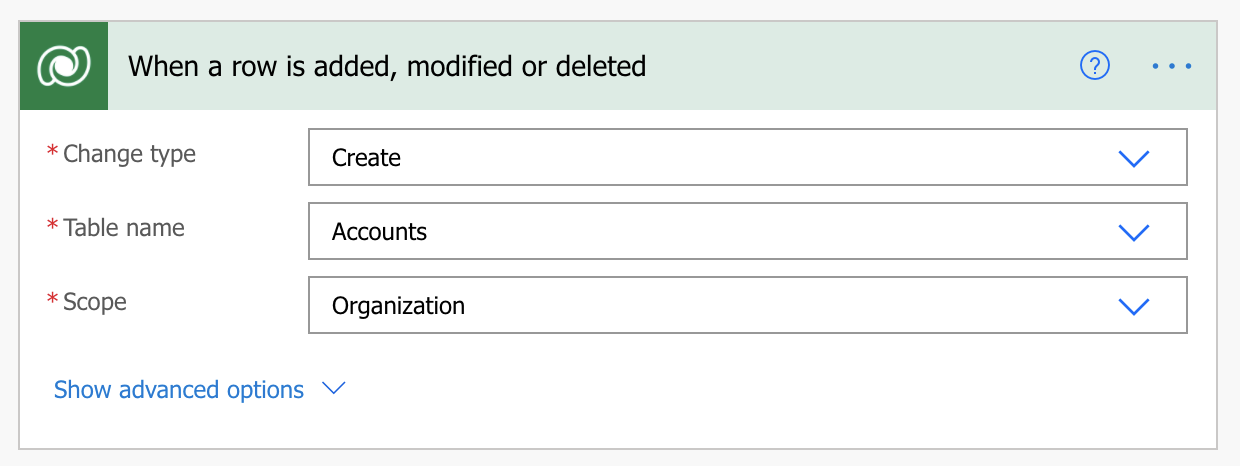 When a row is added, modified or deleted
?
* Change type
Create
* Table name
Accounts
* Scope
Organization
Show advanced options